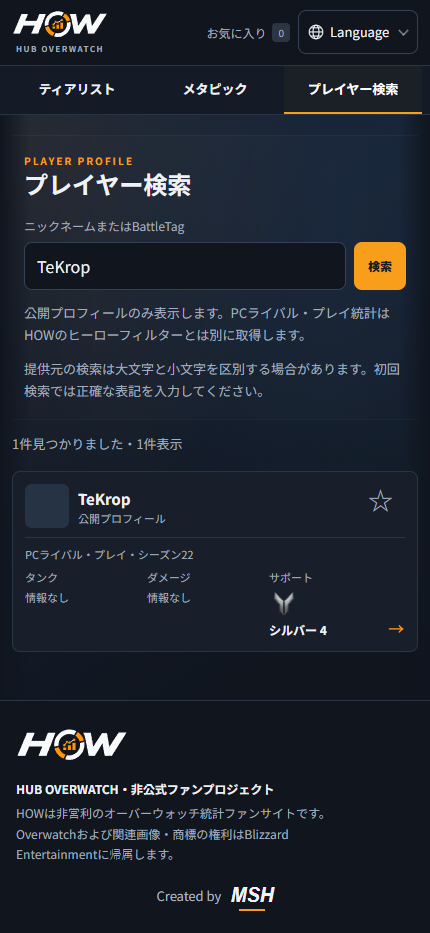 HOW
HUB OVERWATCH
お気に入り 0
Language
ティアリスト メタピック プレイヤー検索
PLAYER PROFILE
プレイヤー検索
ニックネームまたはBattleTag
TeKrop 検索
公開プロフィールのみ表示します。PCライバル・プレイ統計は
HOWのヒーローフィルターとは別に取得します。
提供元の検索は大文字と小文字を区別する場合があります。初回
検索では正確な表記を入力してください。
1件見つかりました・1件表示
TeKrop
公開プロフィール
PCライバル・プレイ・シーズン22
タンク ダメージ サポート
情報なし 情報なし
シルバー 4 →
HOW
HUB OVERWATCH・非公式ファンプロジェクト
HOWは非営利のオーバーウォッチ統計ファンサイトです。
Overwatchおよび関連画像・商標の権利はBlizzard
Entertainmentに帰属します。
Created by MSH